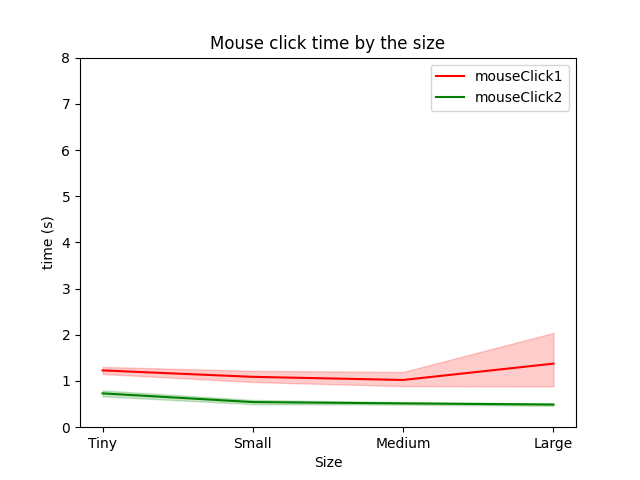 Mouse click time by the size
mouseClick1
mouseClick2
time (s)
8
7
6
5
4
3
2
1
0
Tiny
Small
Medium
Large
Size